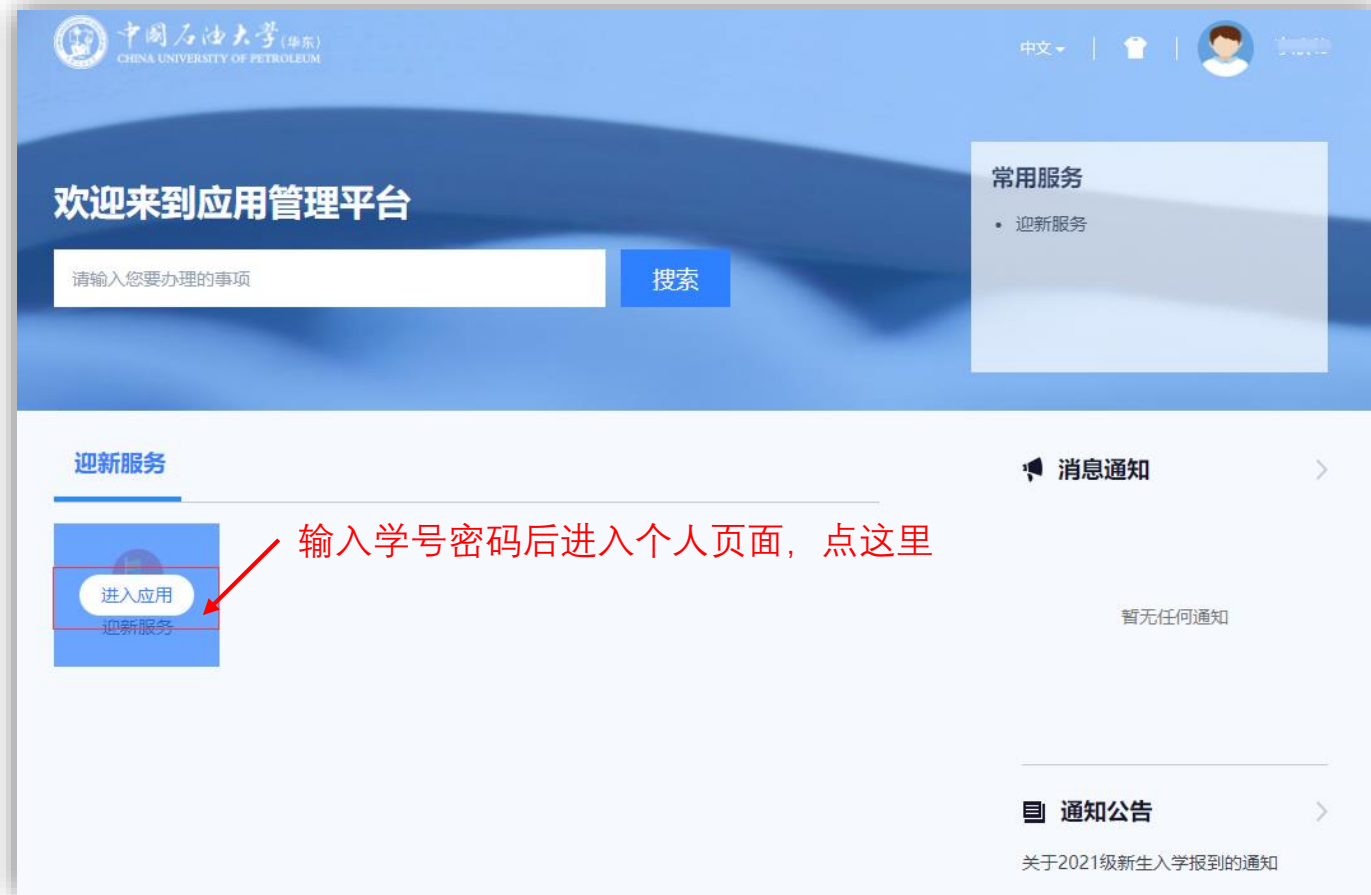 中国石油大学(华东)
CHINA UNIVERSITY OF PETROLEUM
中文
欢迎来到应用管理平台
请输入您要办理的事项
搜索
常用服务
• 迎新服务
迎新服务
输入学号密码后进入个人页面，点这里
进入应用
迎新服务
消息通知
暂无任何通知
通知公告
关于2021级新生入学报到的通知